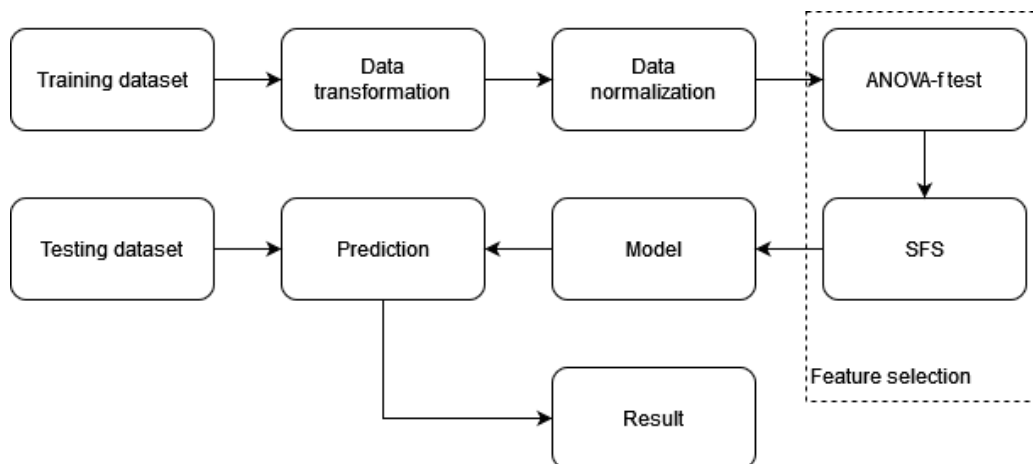 Training dataset
Data
transformation
Data
normalization
ANOVA-f test
Testing dataset
Prediction
Model
SFS
Feature selection
Result